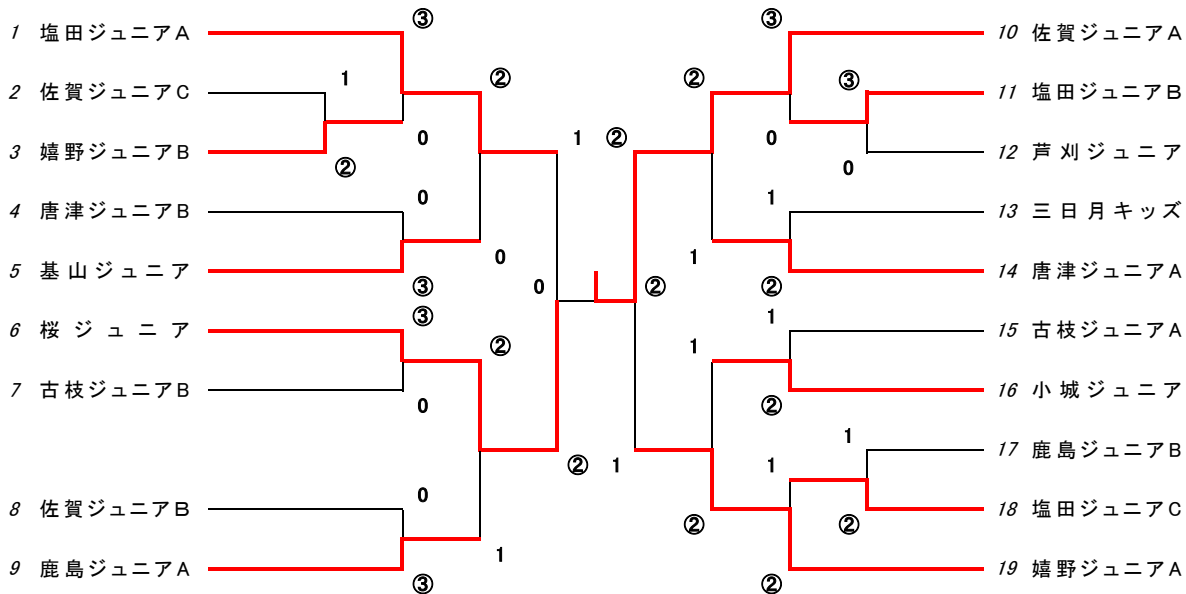 1 塩田ジュニアA
2 佐賀ジュニアC
3 嬉野ジュニアB
4 唐津ジュニアB
5 基山ジュニア
6 桜ジュニア
7 古枝ジュニアB
8 佐賀ジュニアB
9 鹿島ジュニアA
③
1
②
0
②
0
③
0
③
②
0
0
③
1
1
0
②
②
②
1
③
②
③
0
0
1
1
②
1
1
②
1
1
②
②
②
10 佐賀ジュニアA
11 塩田ジュニアB
12 芦刈ジュニア
13 三日月キッズ
14 唐津ジュニアA
15 古枝ジュニアA
16 小城ジュニア
17 鹿島ジュニアB
18 塩田ジュニアC
19 嬉野ジュニアA